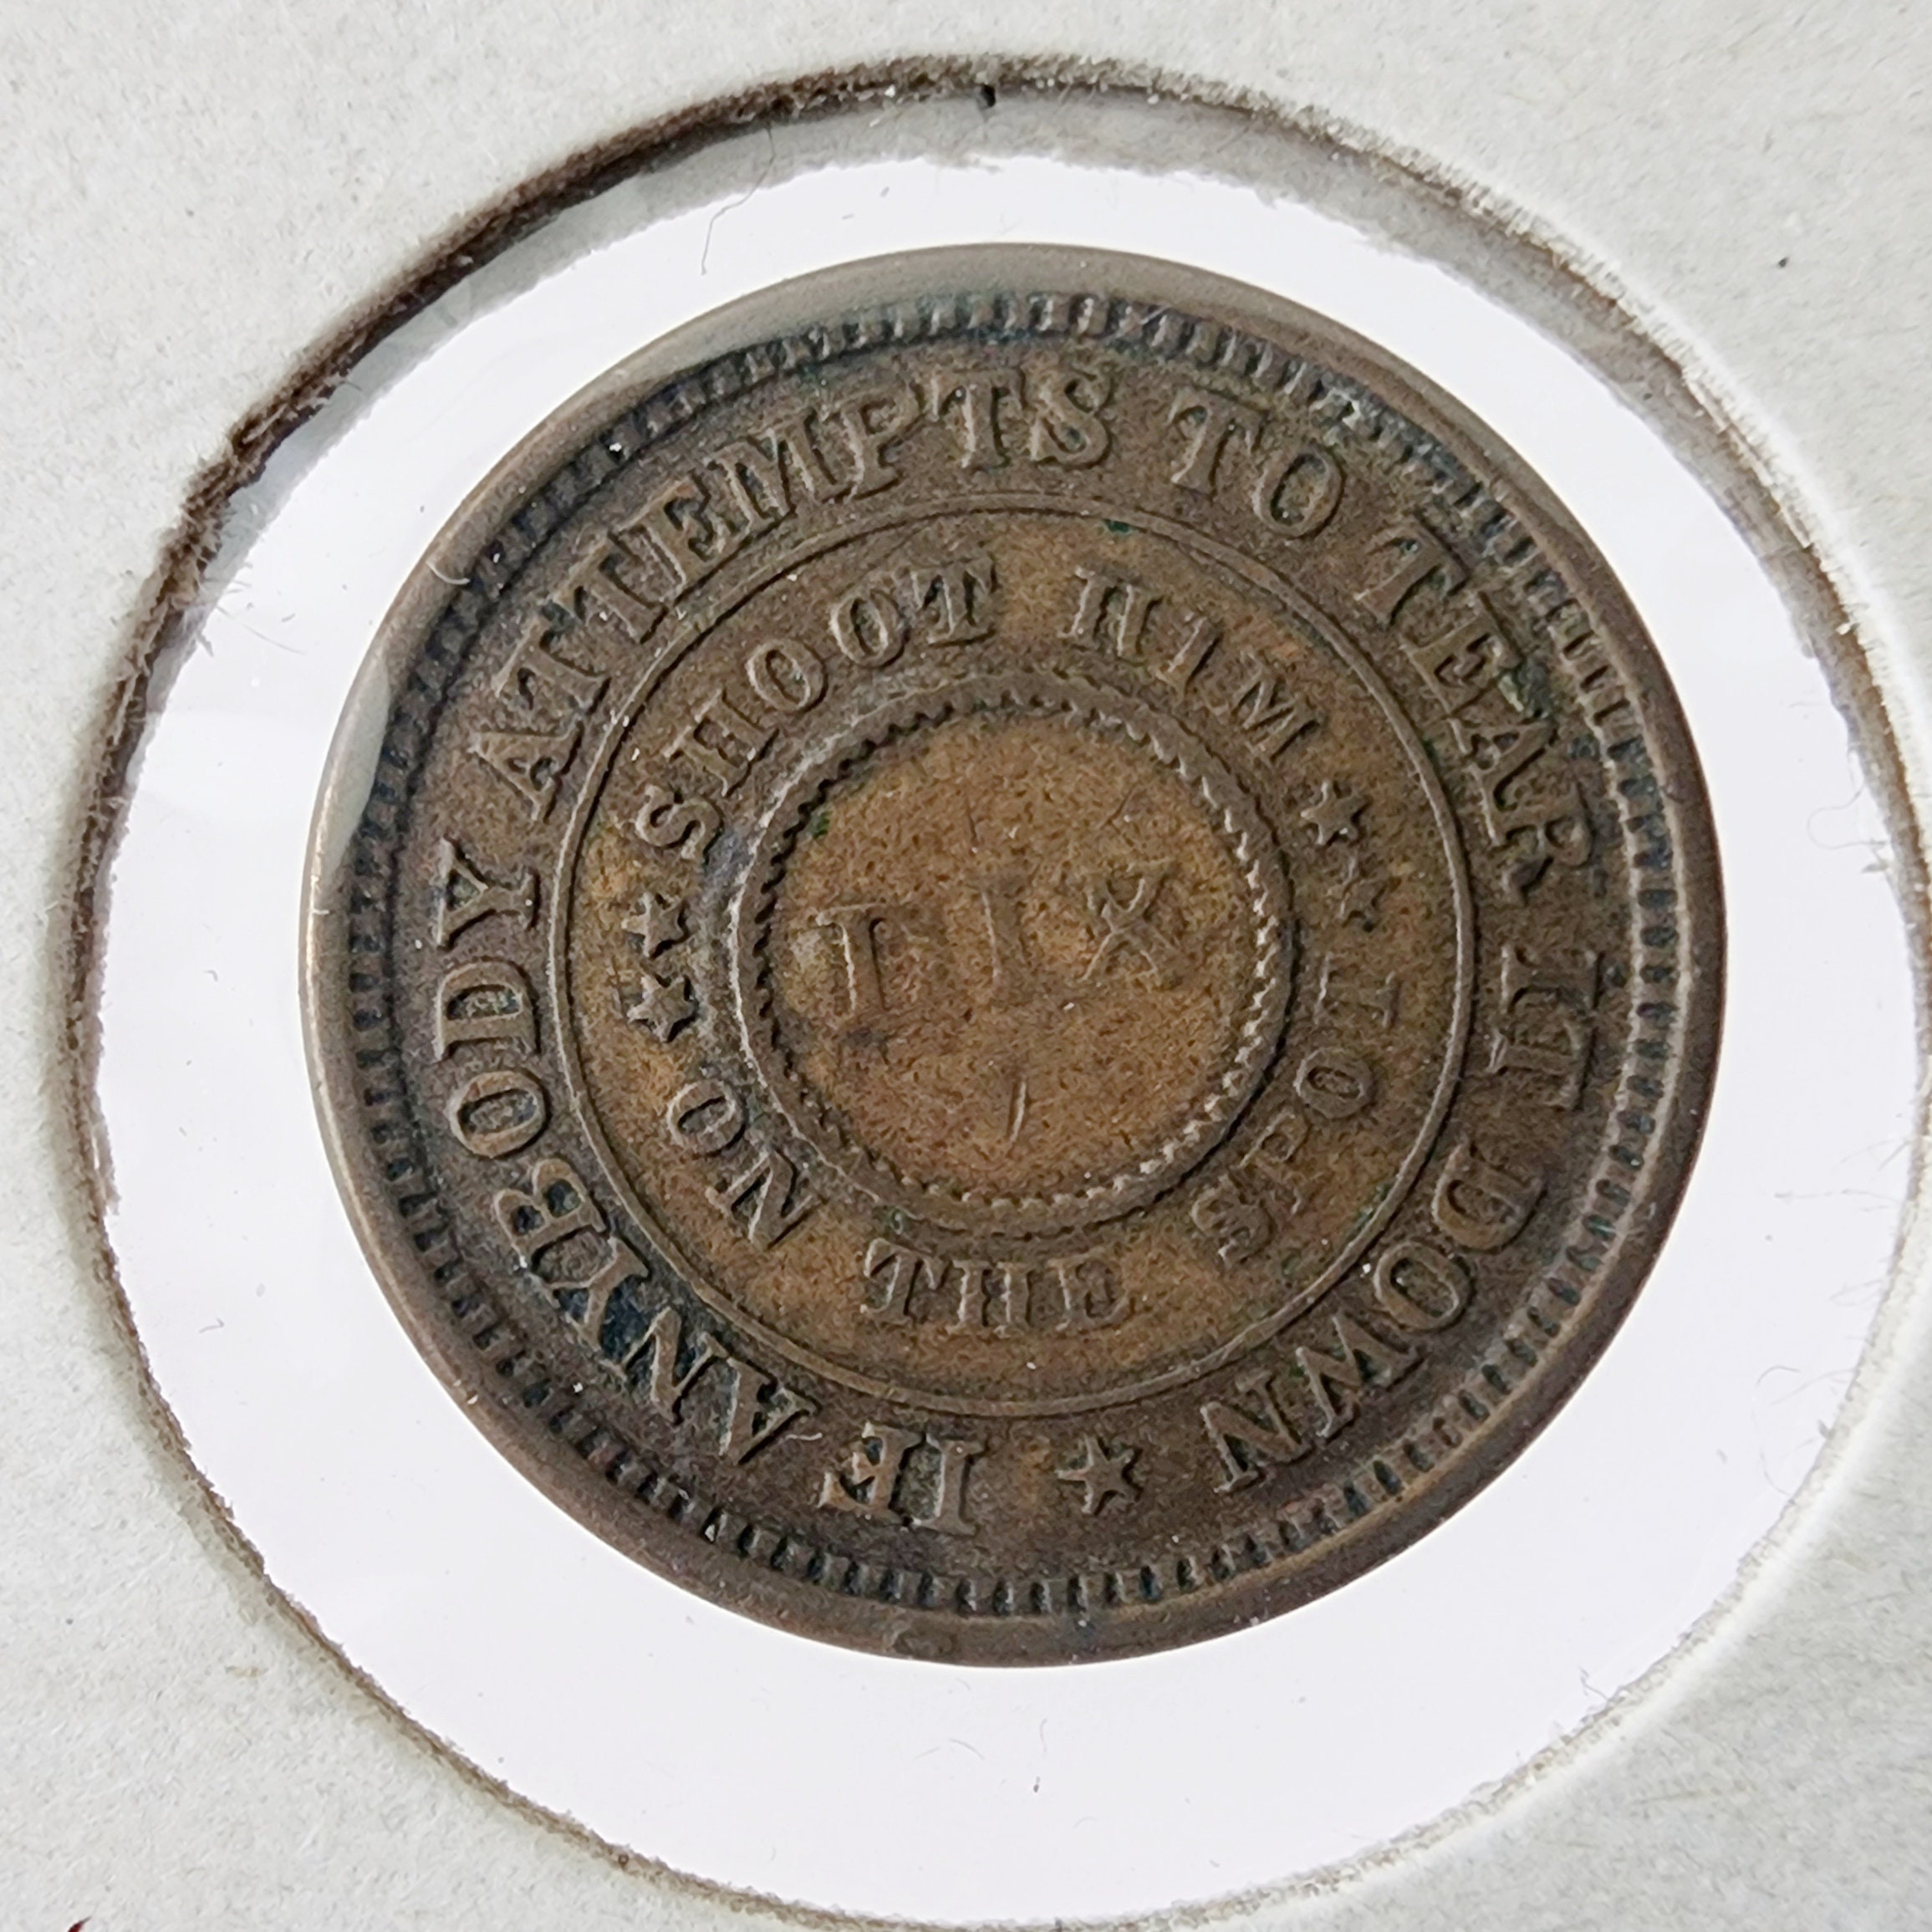 IF ANYBODY ATTEMPTS TO TEAR IT DOWN
SHOOT HIM
ON THE SPOT
DIX